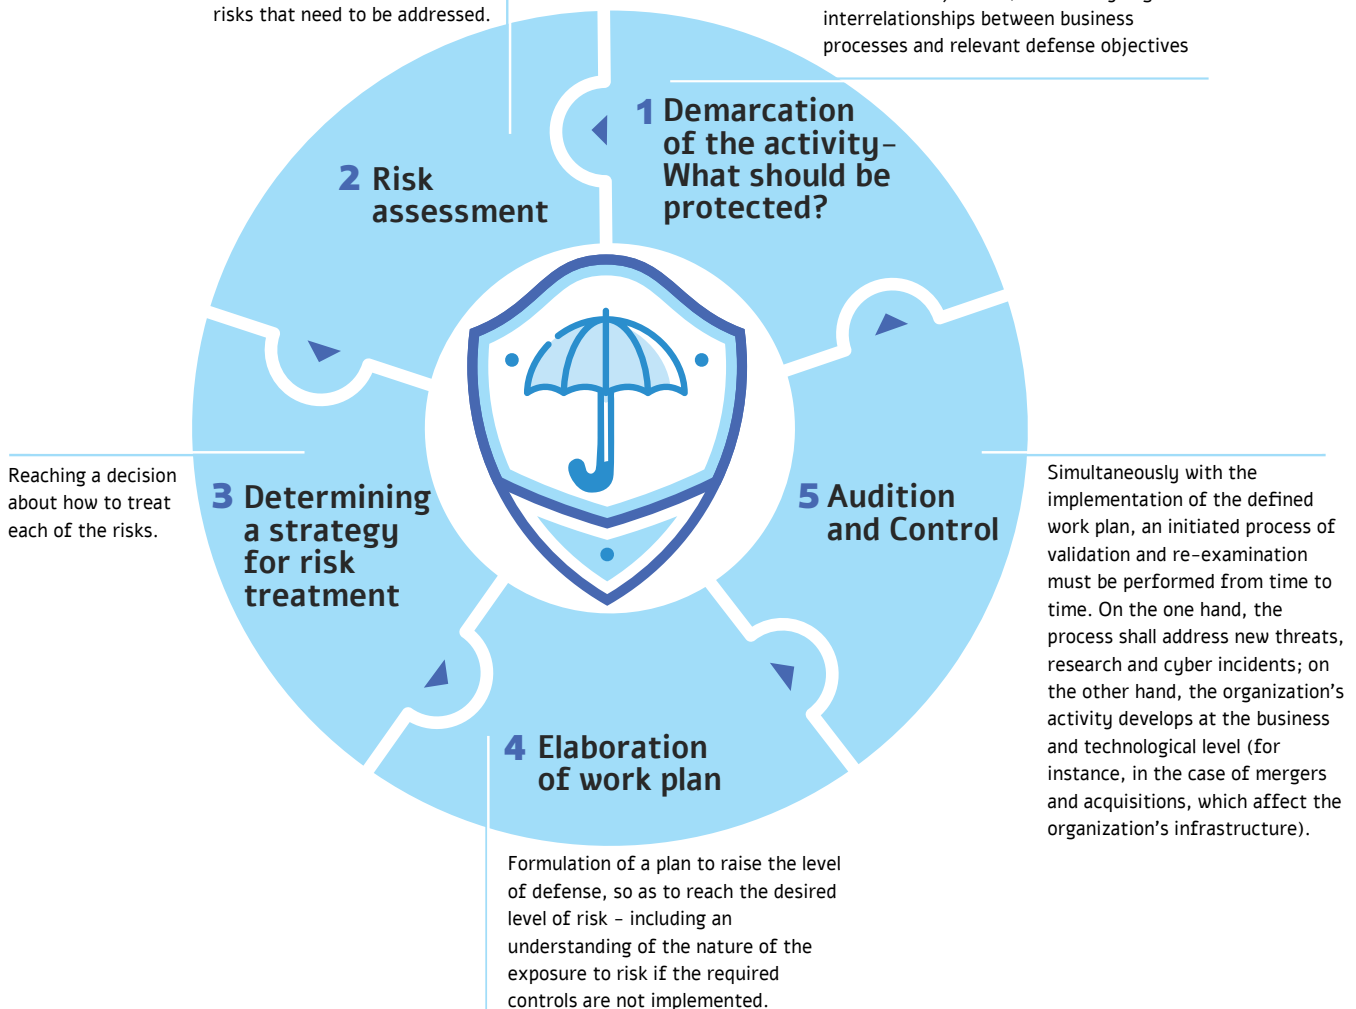 risks that need to be addressed.
interrelationships between business
processes and relevant defense objectives
1 Demarcation
of the activity–
What should be
protected?
2 Risk
assessment
Reaching a decision
about how to treat
each of the risks.
3 Determining
a strategy
for risk
treatment
5 Audition
and Control
Simultaneously with the
implementation of the defined
work plan, an initiated process of
validation and re-examination
must be performed from time to
time. On the one hand, the
process shall address new threats,
research and cyber incidents; on
the other hand, the organization's
activity develops at the business
and technological level (for
instance, in the case of mergers
and acquisitions, which affect the
organization's infrastructure).
4 Elaboration
of work plan
Formulation of a plan to raise the level
of defense, so as to reach the desired
level of risk – including an
understanding of the nature of the
exposure to risk if the required
controls are not implemented.